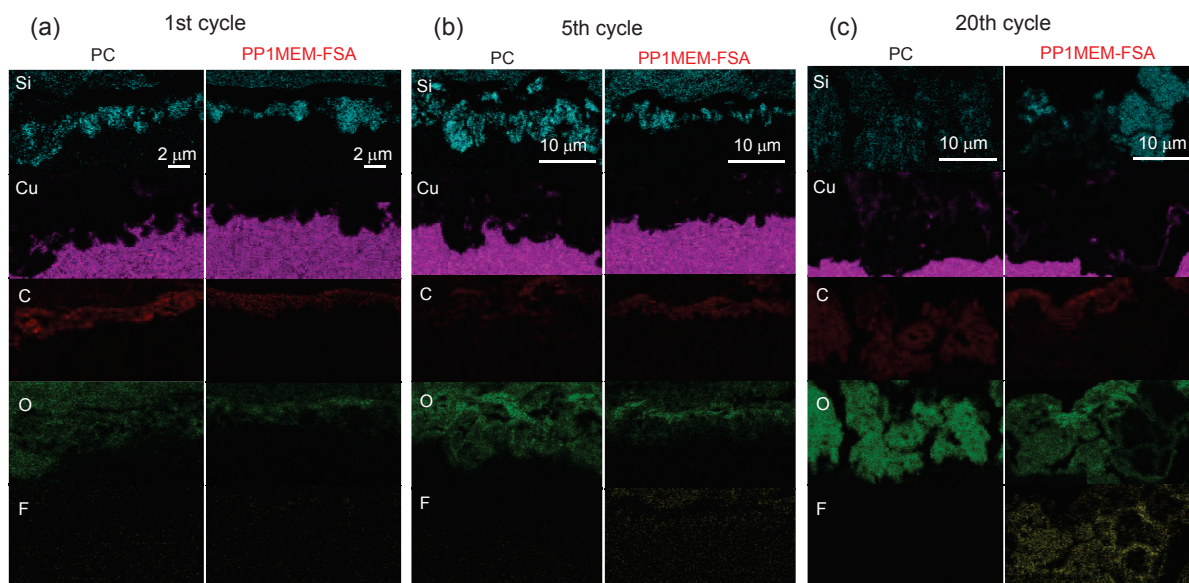 (a) 1st cycle (b) 5th cycle (c) 20th cycle
PC PP1MEM-FSA PC PP1MEM-FSA PC PP1MEM-FSA
Si Si Si
2 μm 2 μm 10 μm 10 μm 10 μm 10 μm
Cu Cu Cu
C C C
O O O
F F F